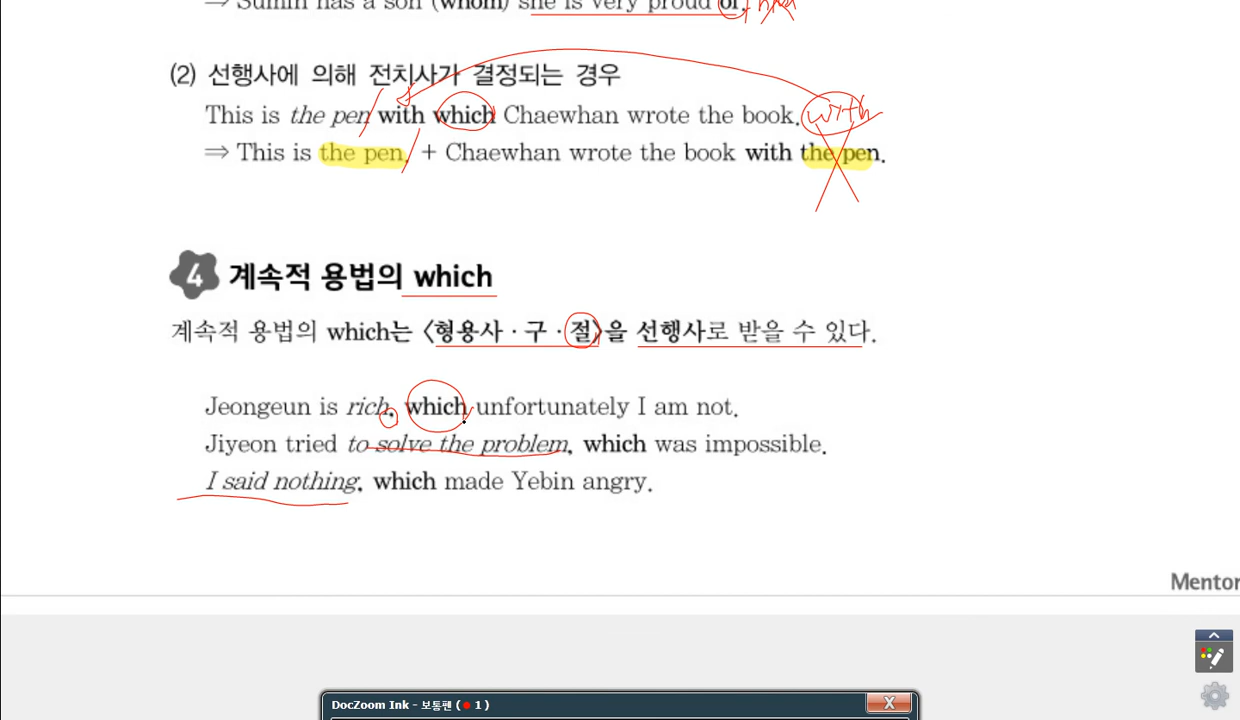 ⇒ Sumin has a son (whom) she is very proud of.
(2) 선행사에 의해 전치사가 결정되는 경우
This is the pen with which Chaewhan wrote the book. with
⇒ This is the pen. + Chaewhan wrote the book with the pen.
4 계속적 용법의 which
계속적 용법의 which는 〈형용사·구·절〉을 선행사로 받을 수 있다.
Jeongeun is rich, which unfortunately I am not.
Jiyeon tried to solve the problem, which was impossible.
I said nothing, which made Yebin angry.
Mentor
DocZoom Ink - 보통펜 ( 1 )
X